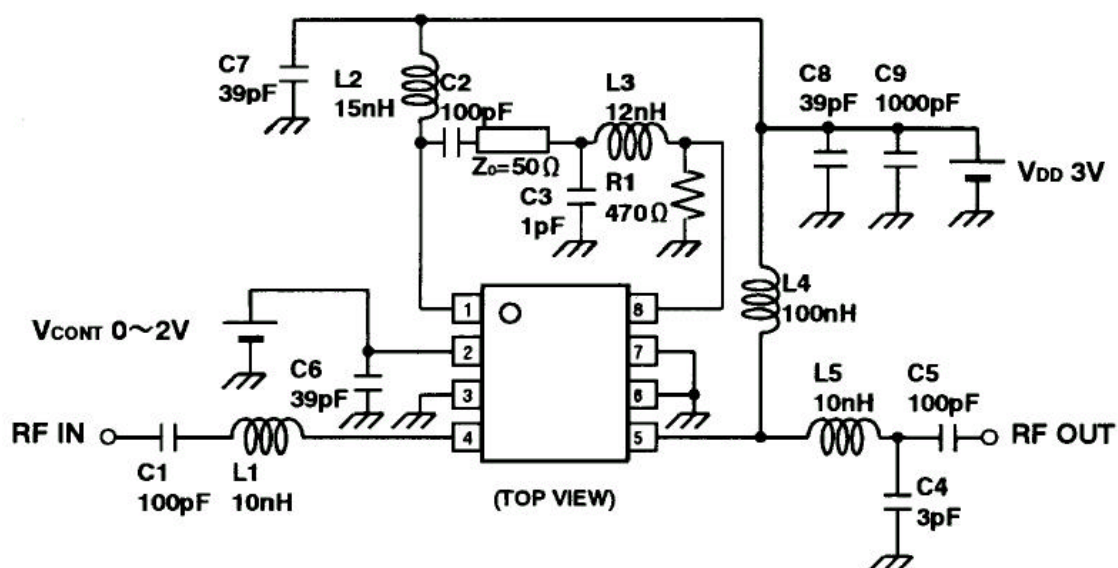 C7
39pF
L2
15nH
C2
100pF
L3
12nH
Z₀=50Ω
C3
1pF
R1
470Ω
C8
39pF
C9
1000pF
VDD 3V
L4
100nH
VCONT 0～2V
C6
39pF
1
2
3
4
8
7
6
5
RF IN
C1
100pF
L1
10nH
(TOP VIEW)
L5
10nH
C5
100pF
RF OUT
C4
3pF